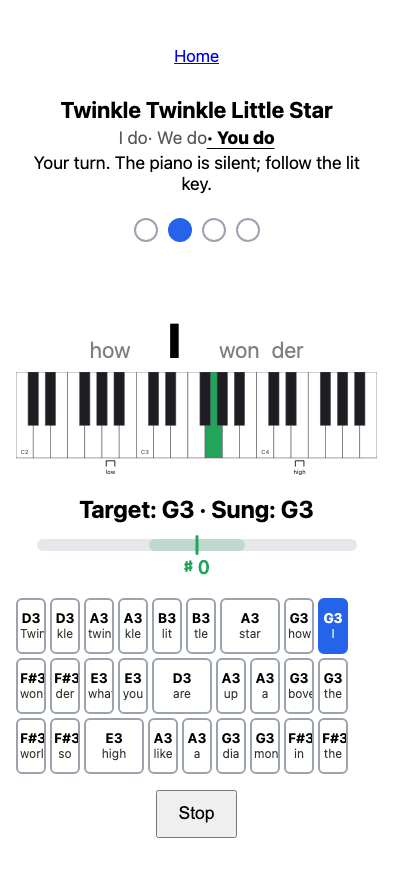 Home
Twinkle Twinkle Little Star
I do· We do· You do
Your turn. The piano is silent; follow the lit
key.
how I won der
C2 C3 C4
low high
Target: G3 · Sung: G3
♯ 0
D3 D3 A3 A3 B3 B3 A3 G3 G3
Twin kle twin kle lit tle star how I
F#3 F#3 E3 E3 D3 A3 A3 G3 G3
won der wha you are up a bove the
F#3 F#3 E3 A3 A3 G3 G3 F#3 F#3
worl so high like a dia mon in the
Stop